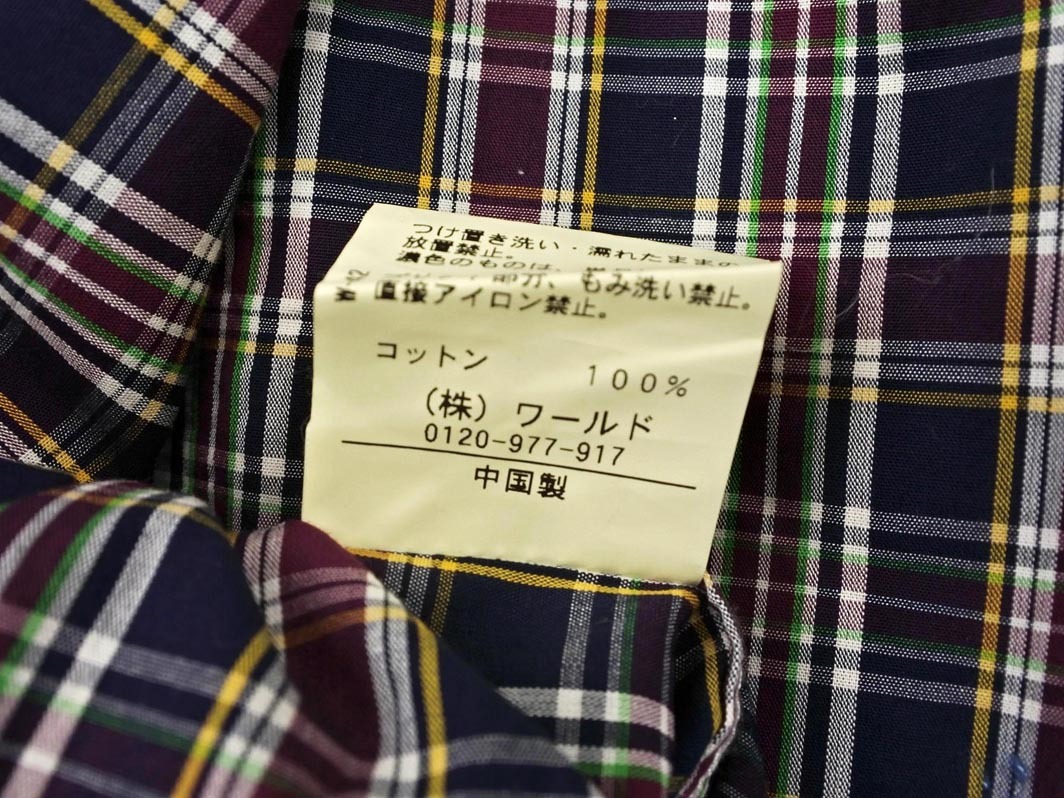 つけ置き洗い・濡れたままの
放置禁止。
濃色のものは、
部分、もみ洗い禁止。
直接アイロン禁止。
コットン 100%
(株) ワールド
0120-977-917
中国製